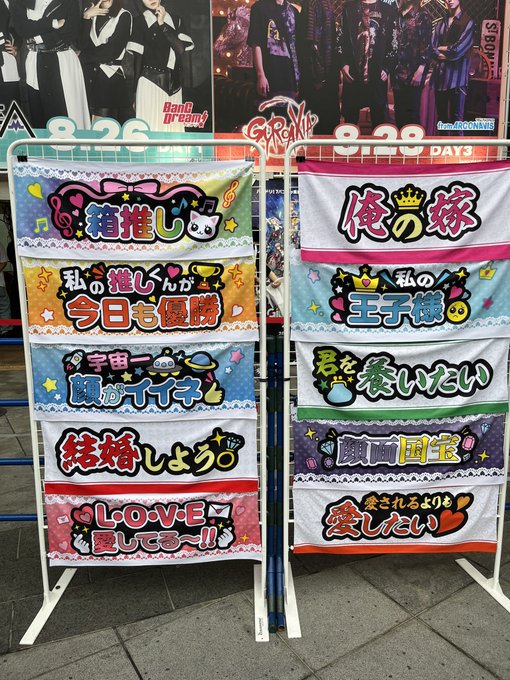 BanG Dream!
8.26
GYROAXIA
8.28 DAY3
from ARGONAVIS
箱推し
私の推しくんが
今日も優勝
宇宙一
顔がイイネ
結婚しよう
L・O・V・E
愛してる〜!!
俺の嫁
私の
王子様
君を養いたい
顔面国宝
愛されるよりも
愛したい